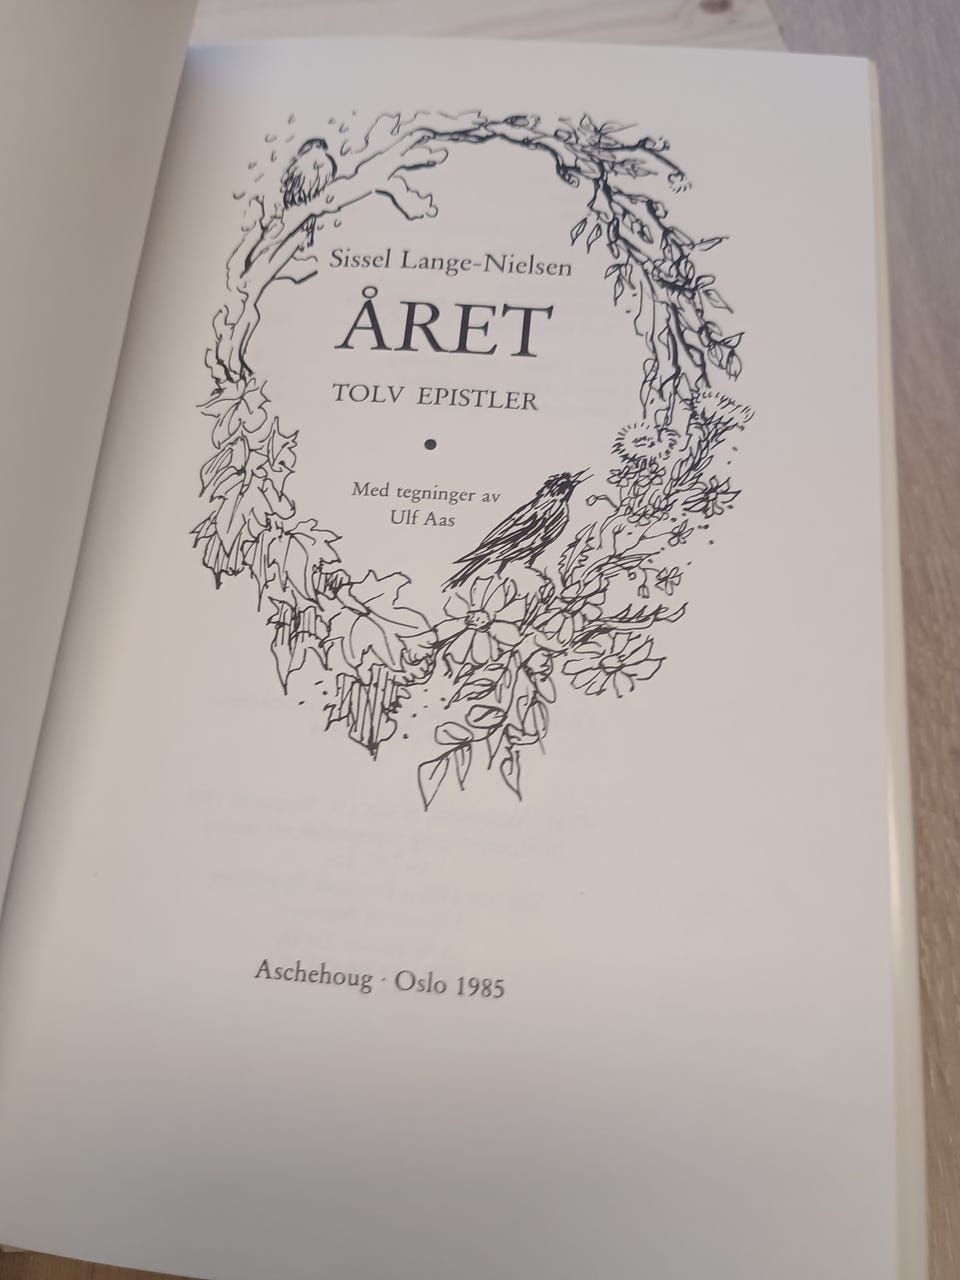 Sissel Lange-Nielsen
ÅRET
TOLV EPISTLER
•
Med tegninger av
Ulf Aas
Aschehoug · Oslo 1985